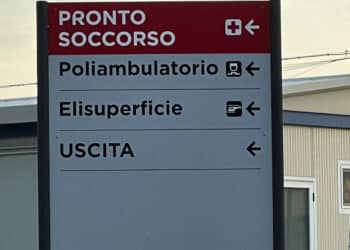 PRONTO
SOCCORSO
Poliambulatorio
Elisuperficie
USCITA